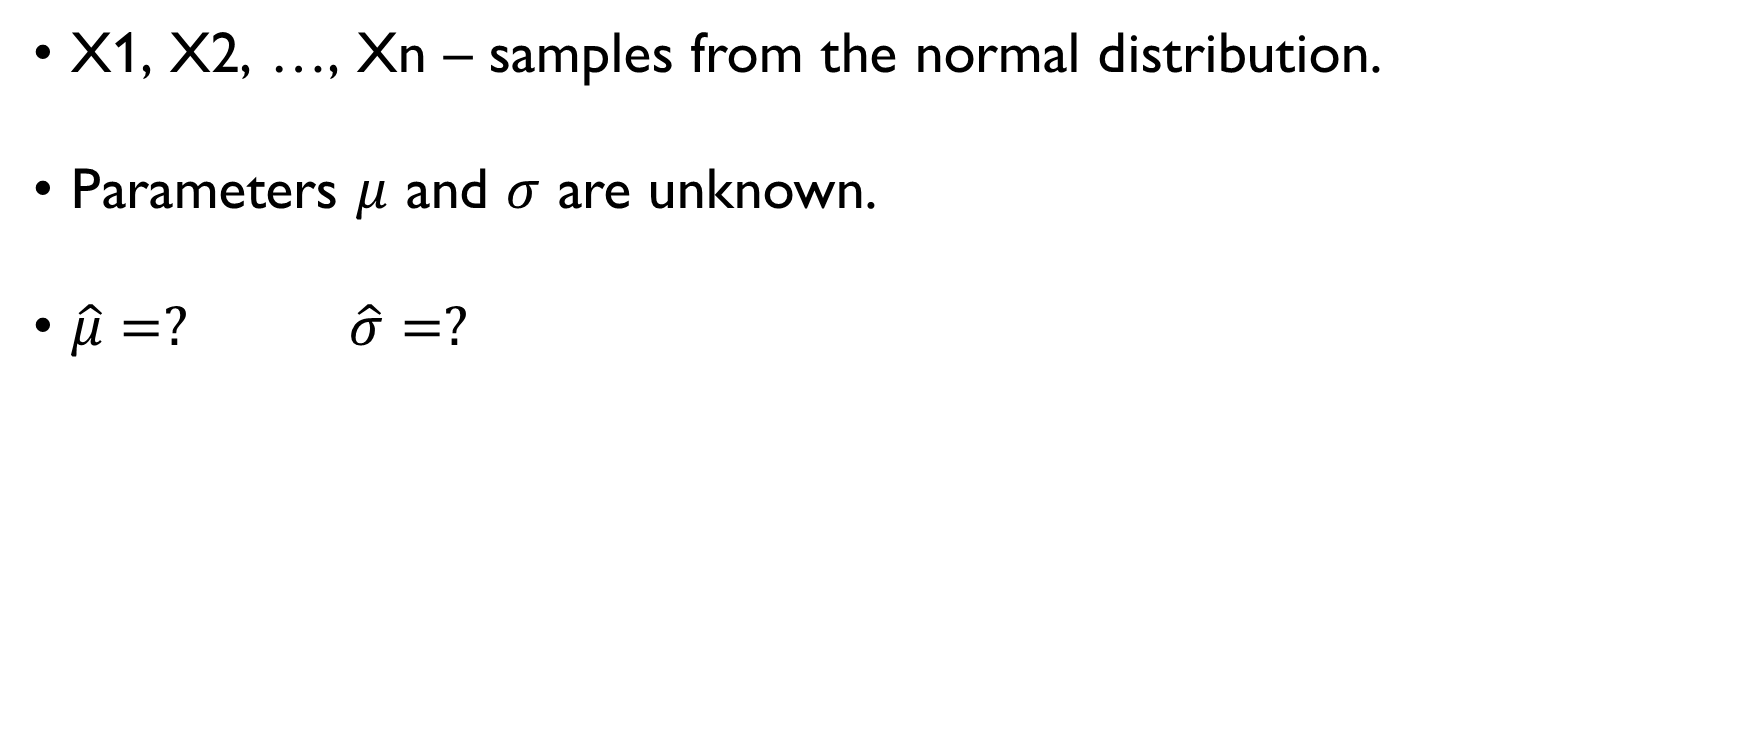 • X1, X2, …, Xn – samples from the normal distribution.
• Parameters μ and σ are unknown.
• μ̂ =? σ̂ =?